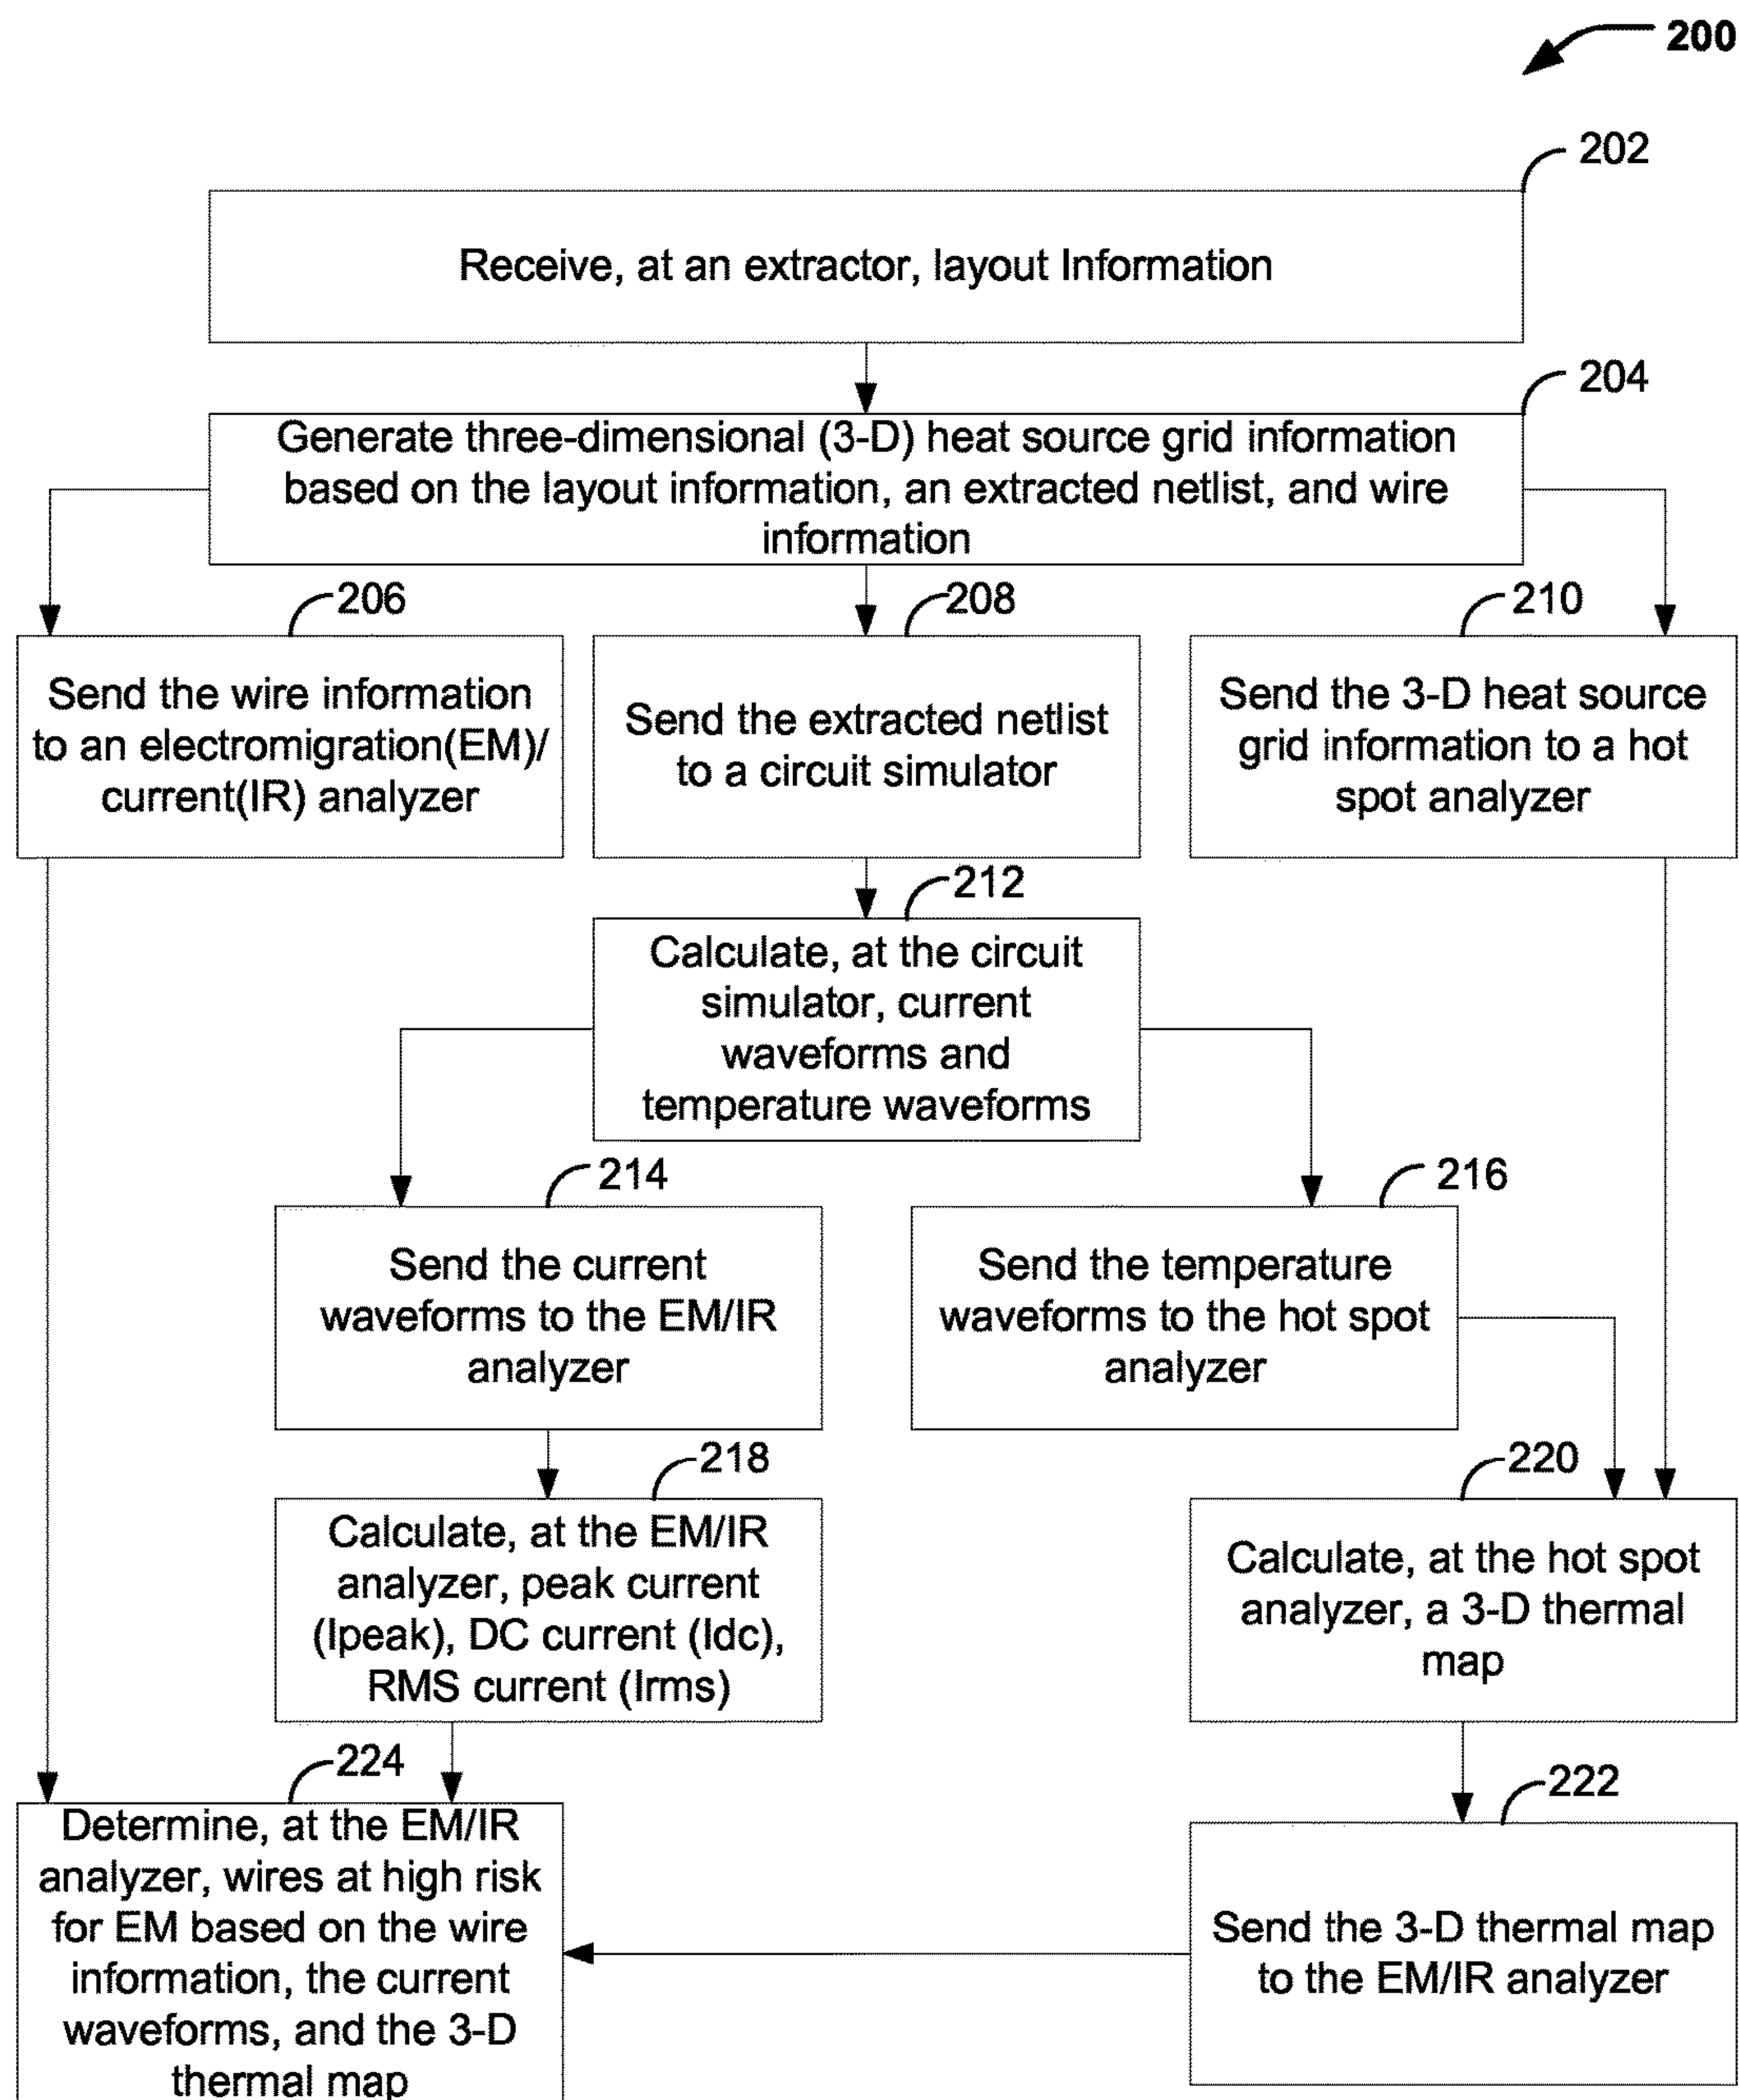 200
202
Receive, at an extractor, layout Information
204
Generate three-dimensional (3-D) heat source grid information
based on the layout information, an extracted netlist, and wire
information
206
208
210
Send the wire information
to an electromigration(EM)/
current(IR) analyzer
Send the extracted netlist
to a circuit simulator
Send the 3-D heat source
grid information to a hot
spot analyzer
212
Calculate, at the circuit
simulator, current
waveforms and
temperature waveforms
214
216
Send the current
waveforms to the EM/IR
analyzer
Send the temperature
waveforms to the hot spot
analyzer
218
220
Calculate, at the EM/IR
analyzer, peak current
(Ipeak), DC current (Idc),
RMS current (Irms)
Calculate, at the hot spot
analyzer, a 3-D thermal
map
224
222
Determine, at the EM/IR
analyzer, wires at high risk
for EM based on the wire
information, the current
waveforms, and the 3-D
thermal map
Send the 3-D thermal map
to the EM/IR analyzer